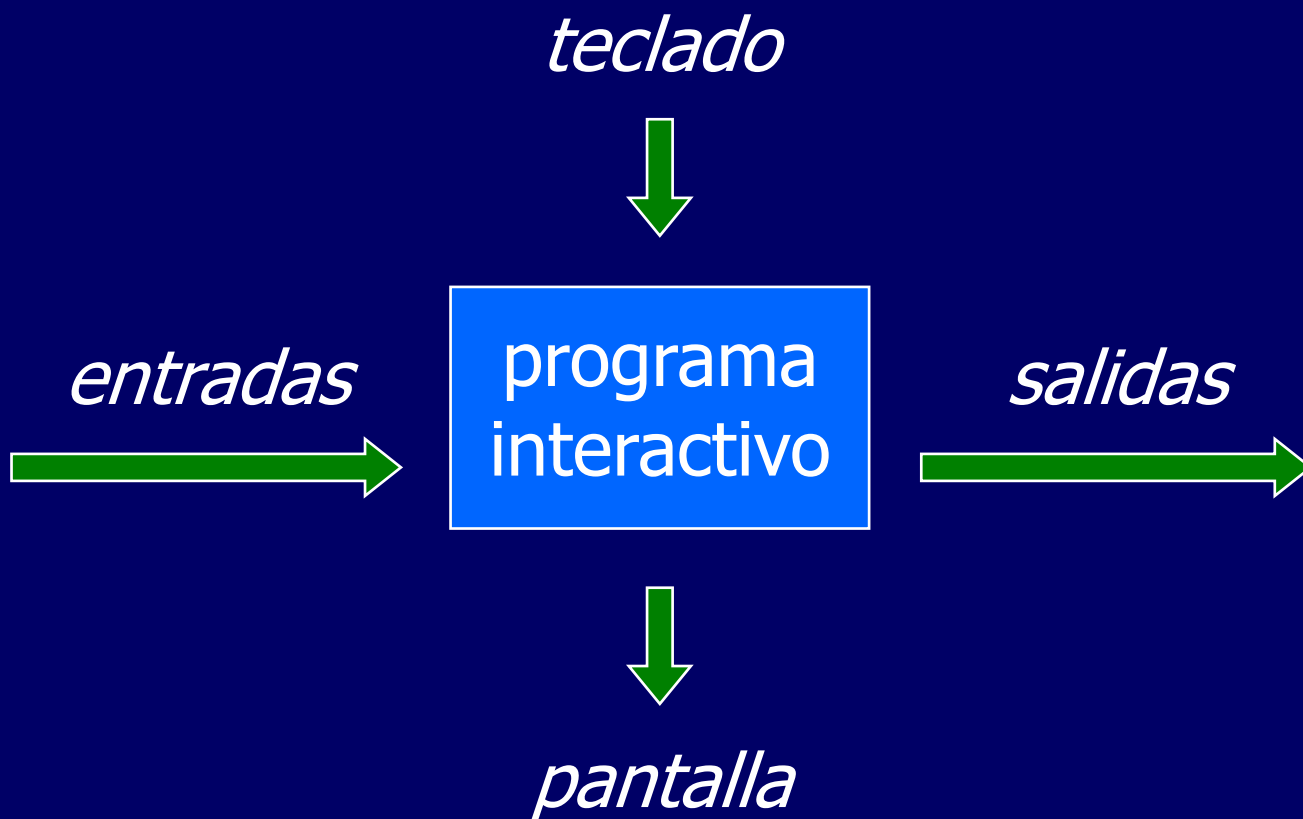 teclado
entradas
programa
interactivo
salidas
pantalla